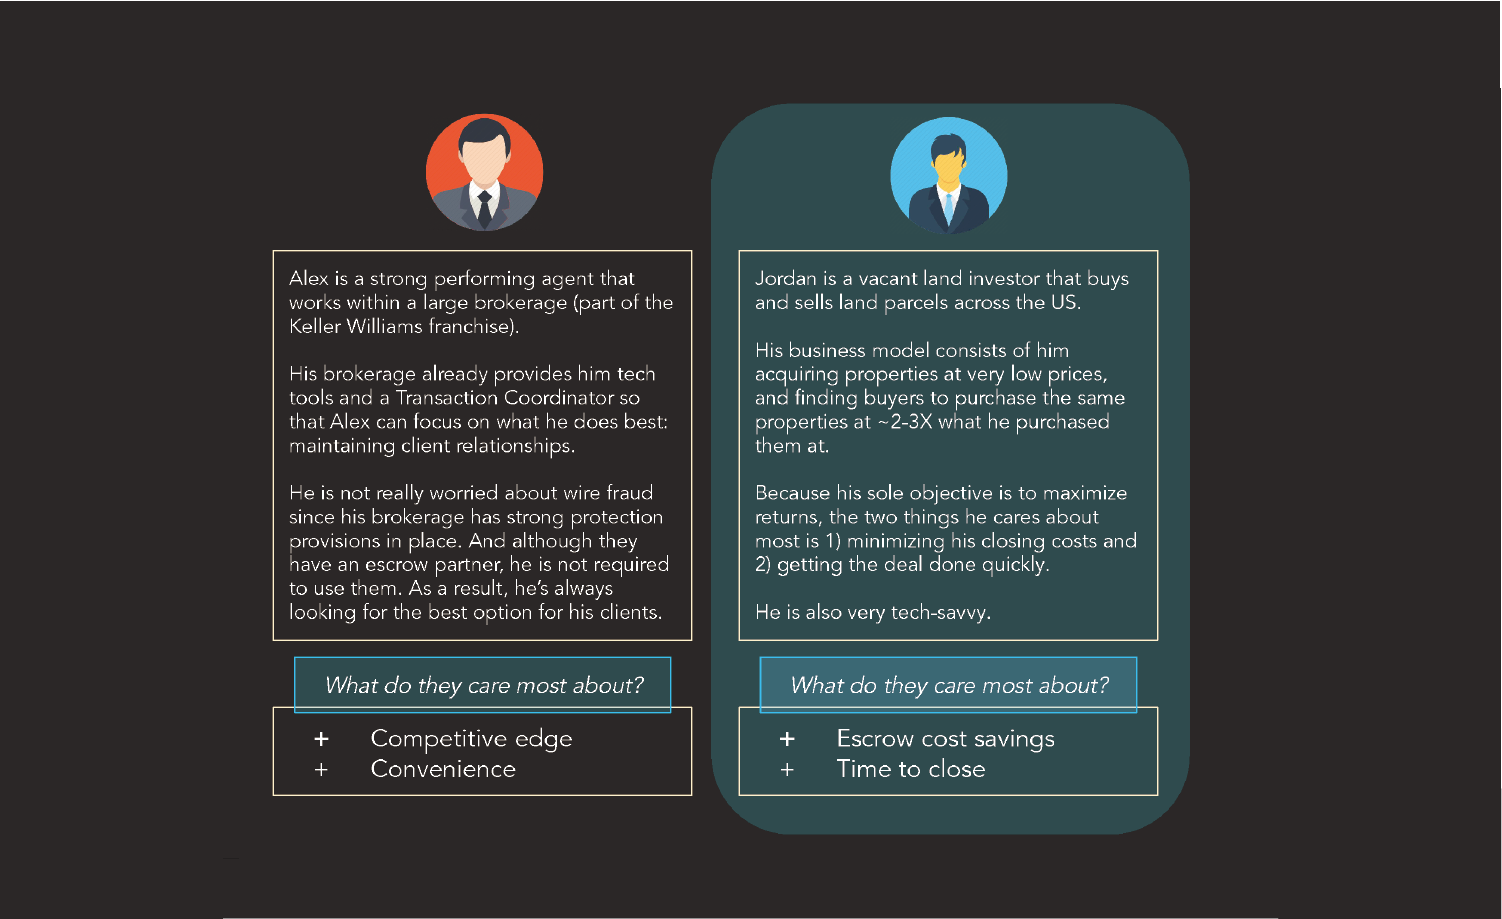 Alex is a strong performing agent that
works within a large brokerage (part of the
Keller Williams franchise).
His brokerage already provides him tech
tools and a Transaction Coordinator so
that Alex can focus on what he does best:
maintaining client relationships.
He is not really worried about wire fraud
since his brokerage has strong protection
provisions in place. And although they
have an escrow partner, he is not required
to use them. As a result, he's always
looking for the best option for his clients.
What do they care most about?
+ Competitive edge
+ Convenience
Jordan is a vacant land investor that buys
and sells land parcels across the US.
His business model consists of him
acquiring properties at very low prices,
and finding buyers to purchase the same
properties at ~2-3X what he purchased
them at.
Because his sole objective is to maximize
returns, the two things he cares about
most is 1) minimizing his closing costs and
2) getting the deal done quickly.
He is also very tech-savvy.
What do they care most about?
+ Escrow cost savings
+ Time to close